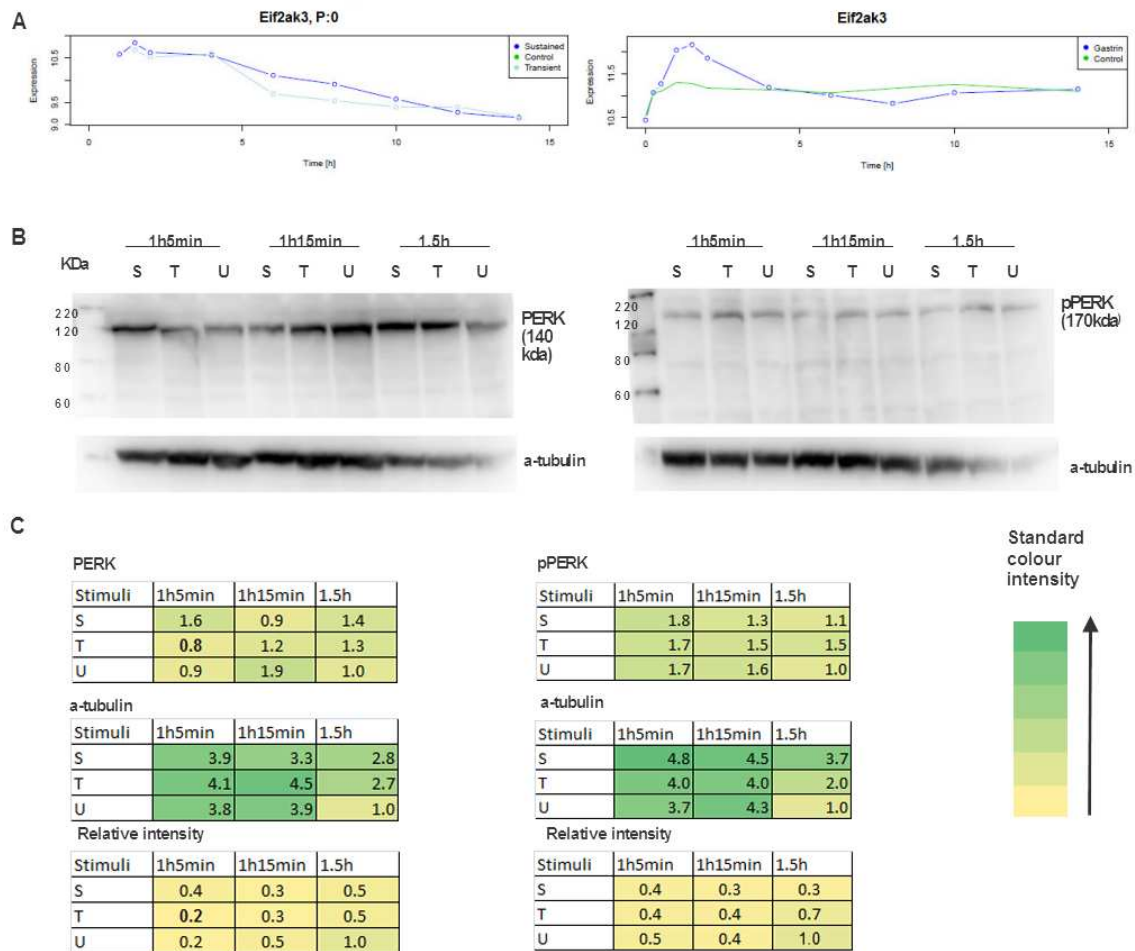 A
Eif2ak3, P:0
Expression
10.5
9.5
9.0
Sustained
Control
Transient
0
5
10
15
Time [h]
Eif2ak3
Expression
11.5
10.5
Gastrin
Control
0
5
10
15
Time [h]
B
1h5min 1h15min 1.5h
KDa
S T U S T U S T U
220
120
80
60
PERK
(140
kda)
a-tubulin
1h5min 1h15min 1.5h
S T U S T U S T U
220
120
80
60
pPERK
(170kda)
a-tubulin
C
PERK
Stimuli 1h5min 1h15min 1.5h
S 1.6 0.9 1.4
T 0.8 1.2 1.3
U 0.9 1.9 1.0
a-tubulin
Stimuli 1h5min 1h15min 1.5h
S 3.9 3.3 2.8
T 4.1 4.5 2.7
U 3.8 3.9 1.0
Relative intensity
Stimuli 1h5min 1h15min 1.5h
S 0.4 0.3 0.5
T 0.2 0.3 0.5
U 0.2 0.5 1.0
pPERK
Stimuli 1h5min 1h15min 1.5h
S 1.8 1.3 1.1
T 1.7 1.5 1.5
U 1.7 1.6 1.0
a-tubulin
Stimuli 1h5min 1h15min 1.5h
S 4.8 4.5 3.7
T 4.0 4.0 2.0
U 3.7 4.3 1.0
Relative intensity
Stimuli 1h5min 1h15min 1.5h
S 0.4 0.3 0.3
T 0.4 0.4 0.7
U 0.5 0.4 1.0
Standard
colour
intensity